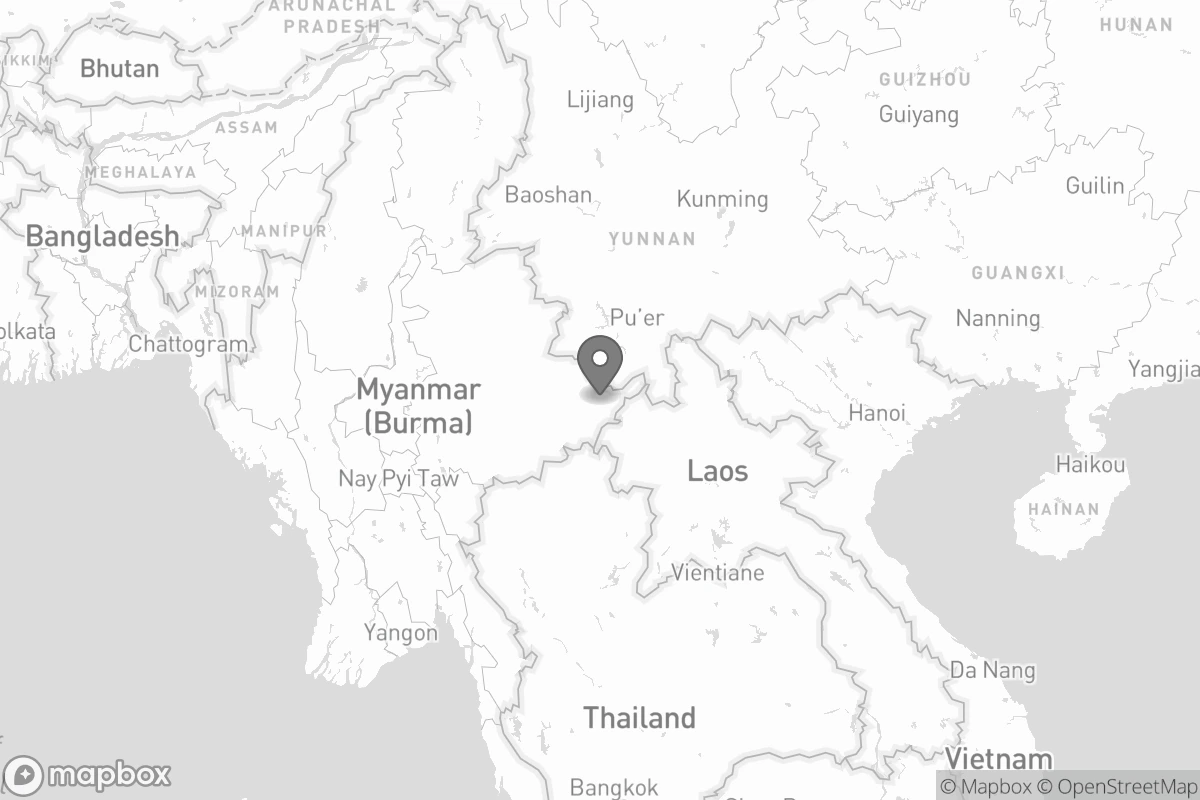 ARUNACHAL
PRADESH
HUNAN
SIKKIM
Bhutan
GUIZHOU
Lijiang
Guiyang
ASSAM
MEGHALAYA
Guilin
Baoshan
Kunming
Bangladesh
MANIPUR
YUNNAN
GUANGXI
MIZORAM
Pu’er
Nanning
olkata
Chattogram
Yangjia
Myanmar
(Burma)
Hanoi
Haikou
Laos
Nay Pyi Taw
HAINAN
Vientiane
Yangon
Da Nang
Thailand
Vietnam
mapbox
Bangkok
© Mapbox © OpenStreetMap